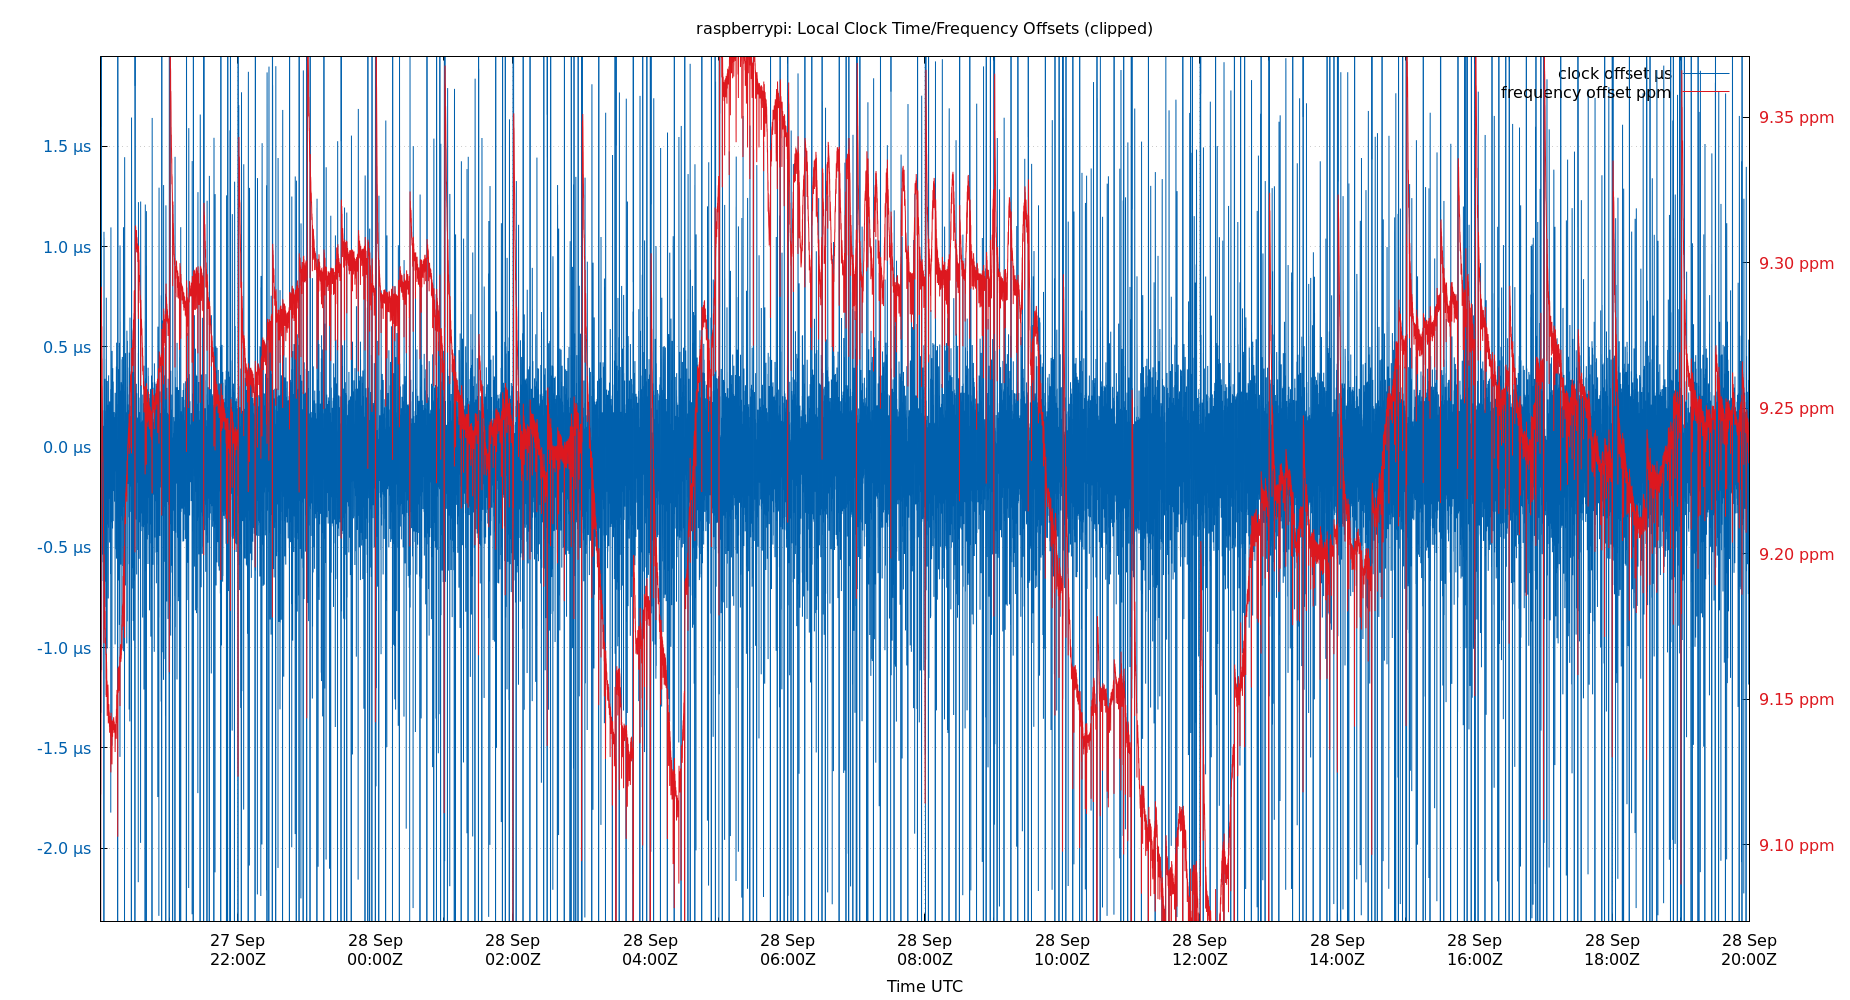 raspberrypi: Local Clock Time/Frequency Offsets (clipped)
clock offset µs
frequency offset ppm
1.5 µs
1.0 µs
0.5 µs
0.0 µs
-0.5 µs
-1.0 µs
-1.5 µs
-2.0 µs
9.35 ppm
9.30 ppm
9.25 ppm
9.20 ppm
9.15 ppm
9.10 ppm
27 Sep
22:00Z
28 Sep
00:00Z
28 Sep
02:00Z
28 Sep
04:00Z
28 Sep
06:00Z
28 Sep
08:00Z
28 Sep
10:00Z
28 Sep
12:00Z
28 Sep
14:00Z
28 Sep
16:00Z
28 Sep
18:00Z
28 Sep
20:00Z
Time UTC